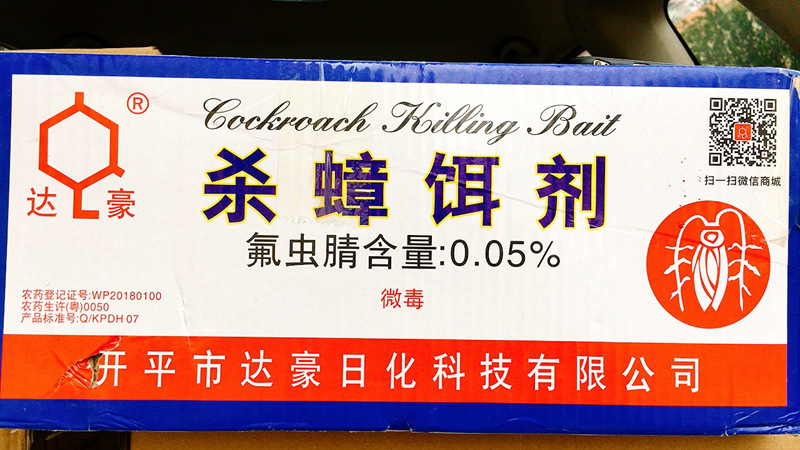 Cockroach Killing Bait
®
达豪
杀蟑饵剂
扫一扫微信商城
氟虫腈含量:0.05%
微毒
农药登记证号:WP20180100
农药生许(粤)0050
产品标准号:Q/KPDH 07
开平市达豪日化科技有限公司